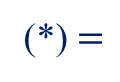 (*) =